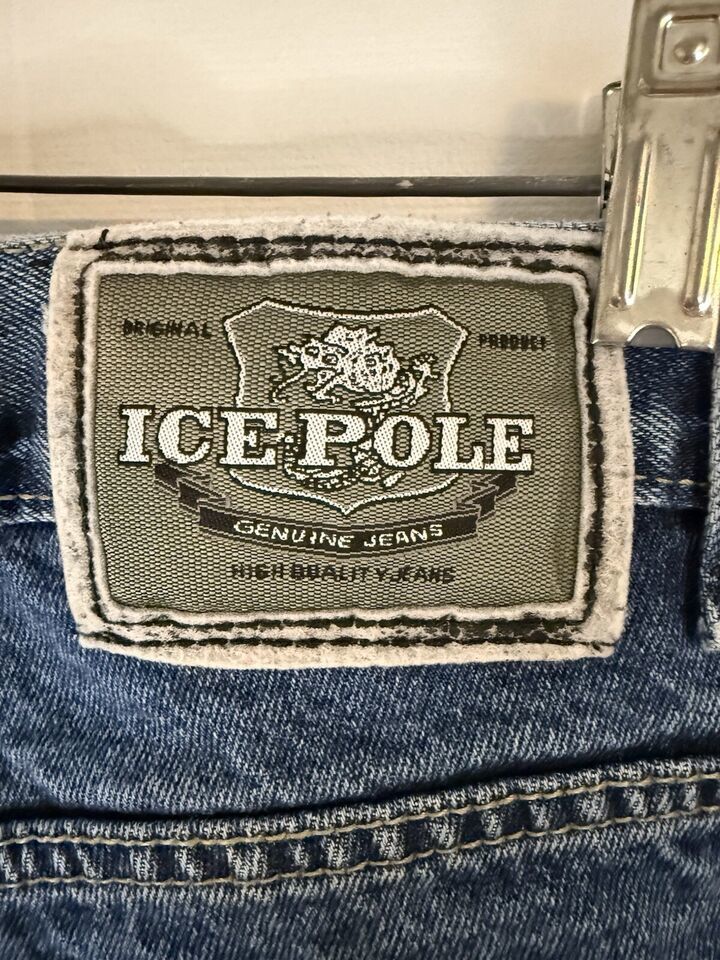 ORIGINAL PRODUCT
ICE POLE
GENUINE JEANS
HIGH QUALITY JEANS